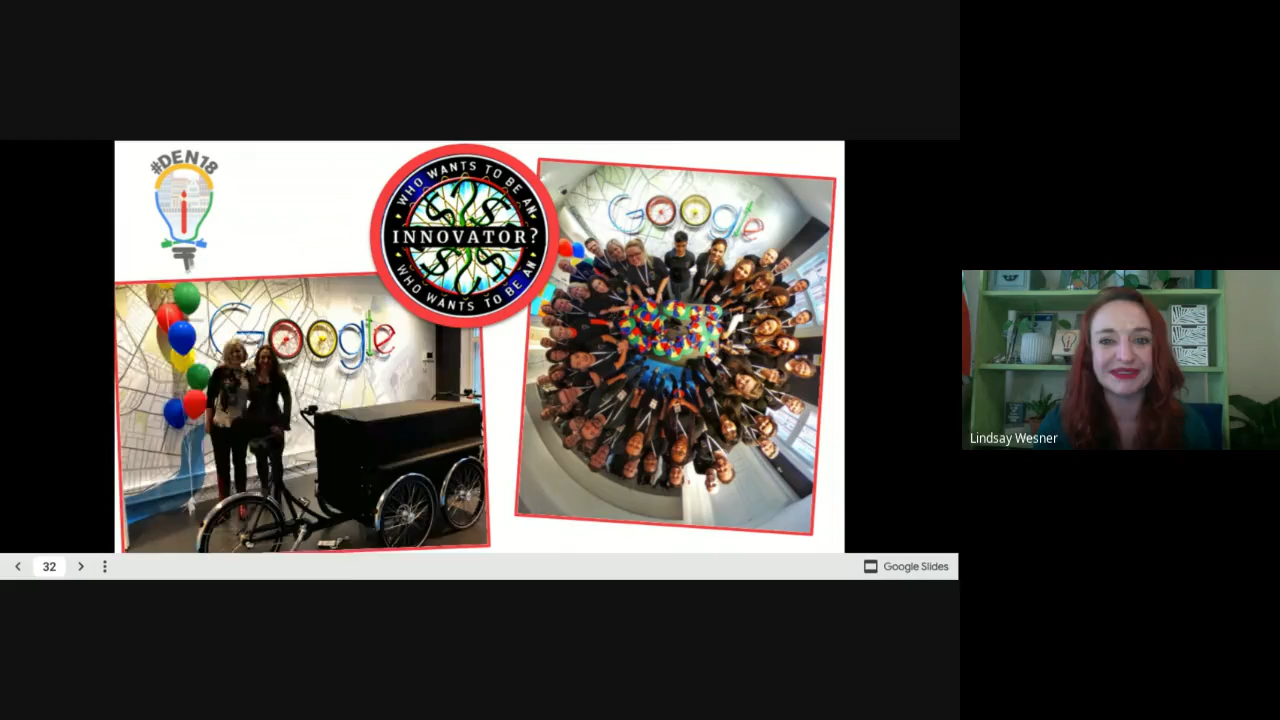 #DEN18
WHO WANTS TO BE AN
INNOVATOR?
WHO WANTS TO BE AN
Google
Google
Lindsay Wesner
32
Google Slides